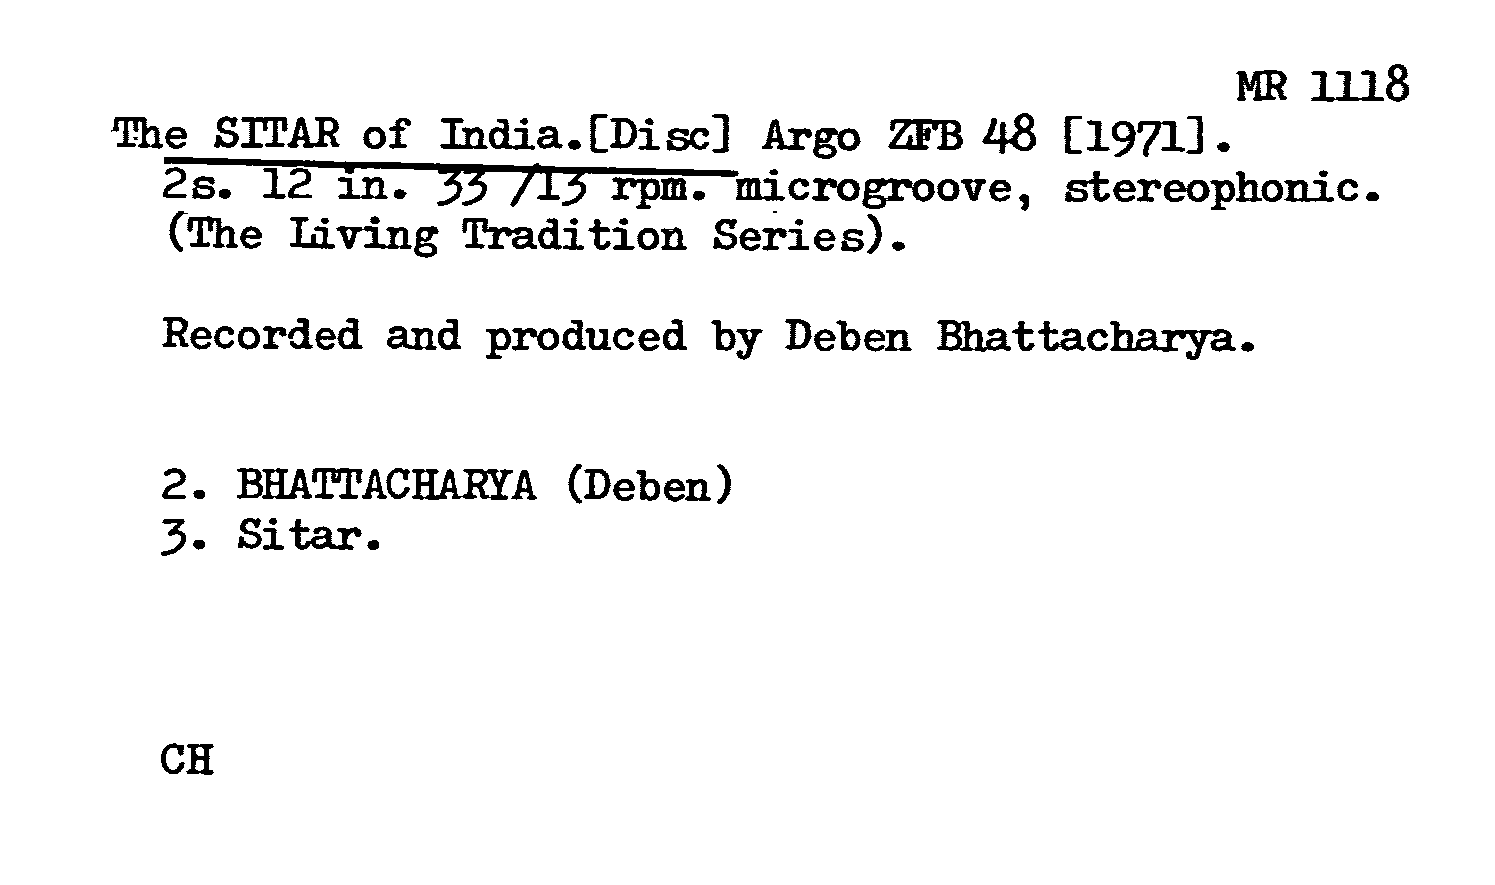 MR 1118
The SITAR of India.[Disc] Argo ZFB 48 [1971].
2s. 12 in. 33 /13 rpm. microgroove, stereophonic.
(The Living Tradition Series).
Recorded and produced by Deben Bhattacharya.
2. BHATTACHARYA (Deben)
3. Sitar.
CH